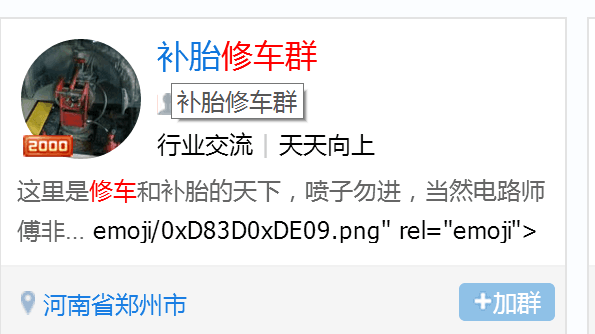 补胎修车群
补胎修车群
2000
行业交流 | 天天向上
这里是修车和补胎的天下，喷子勿进，当然电路师
傅非... emoji/0xD83D0xDE09.png" rel="emoji">
河南省郑州市
+加群